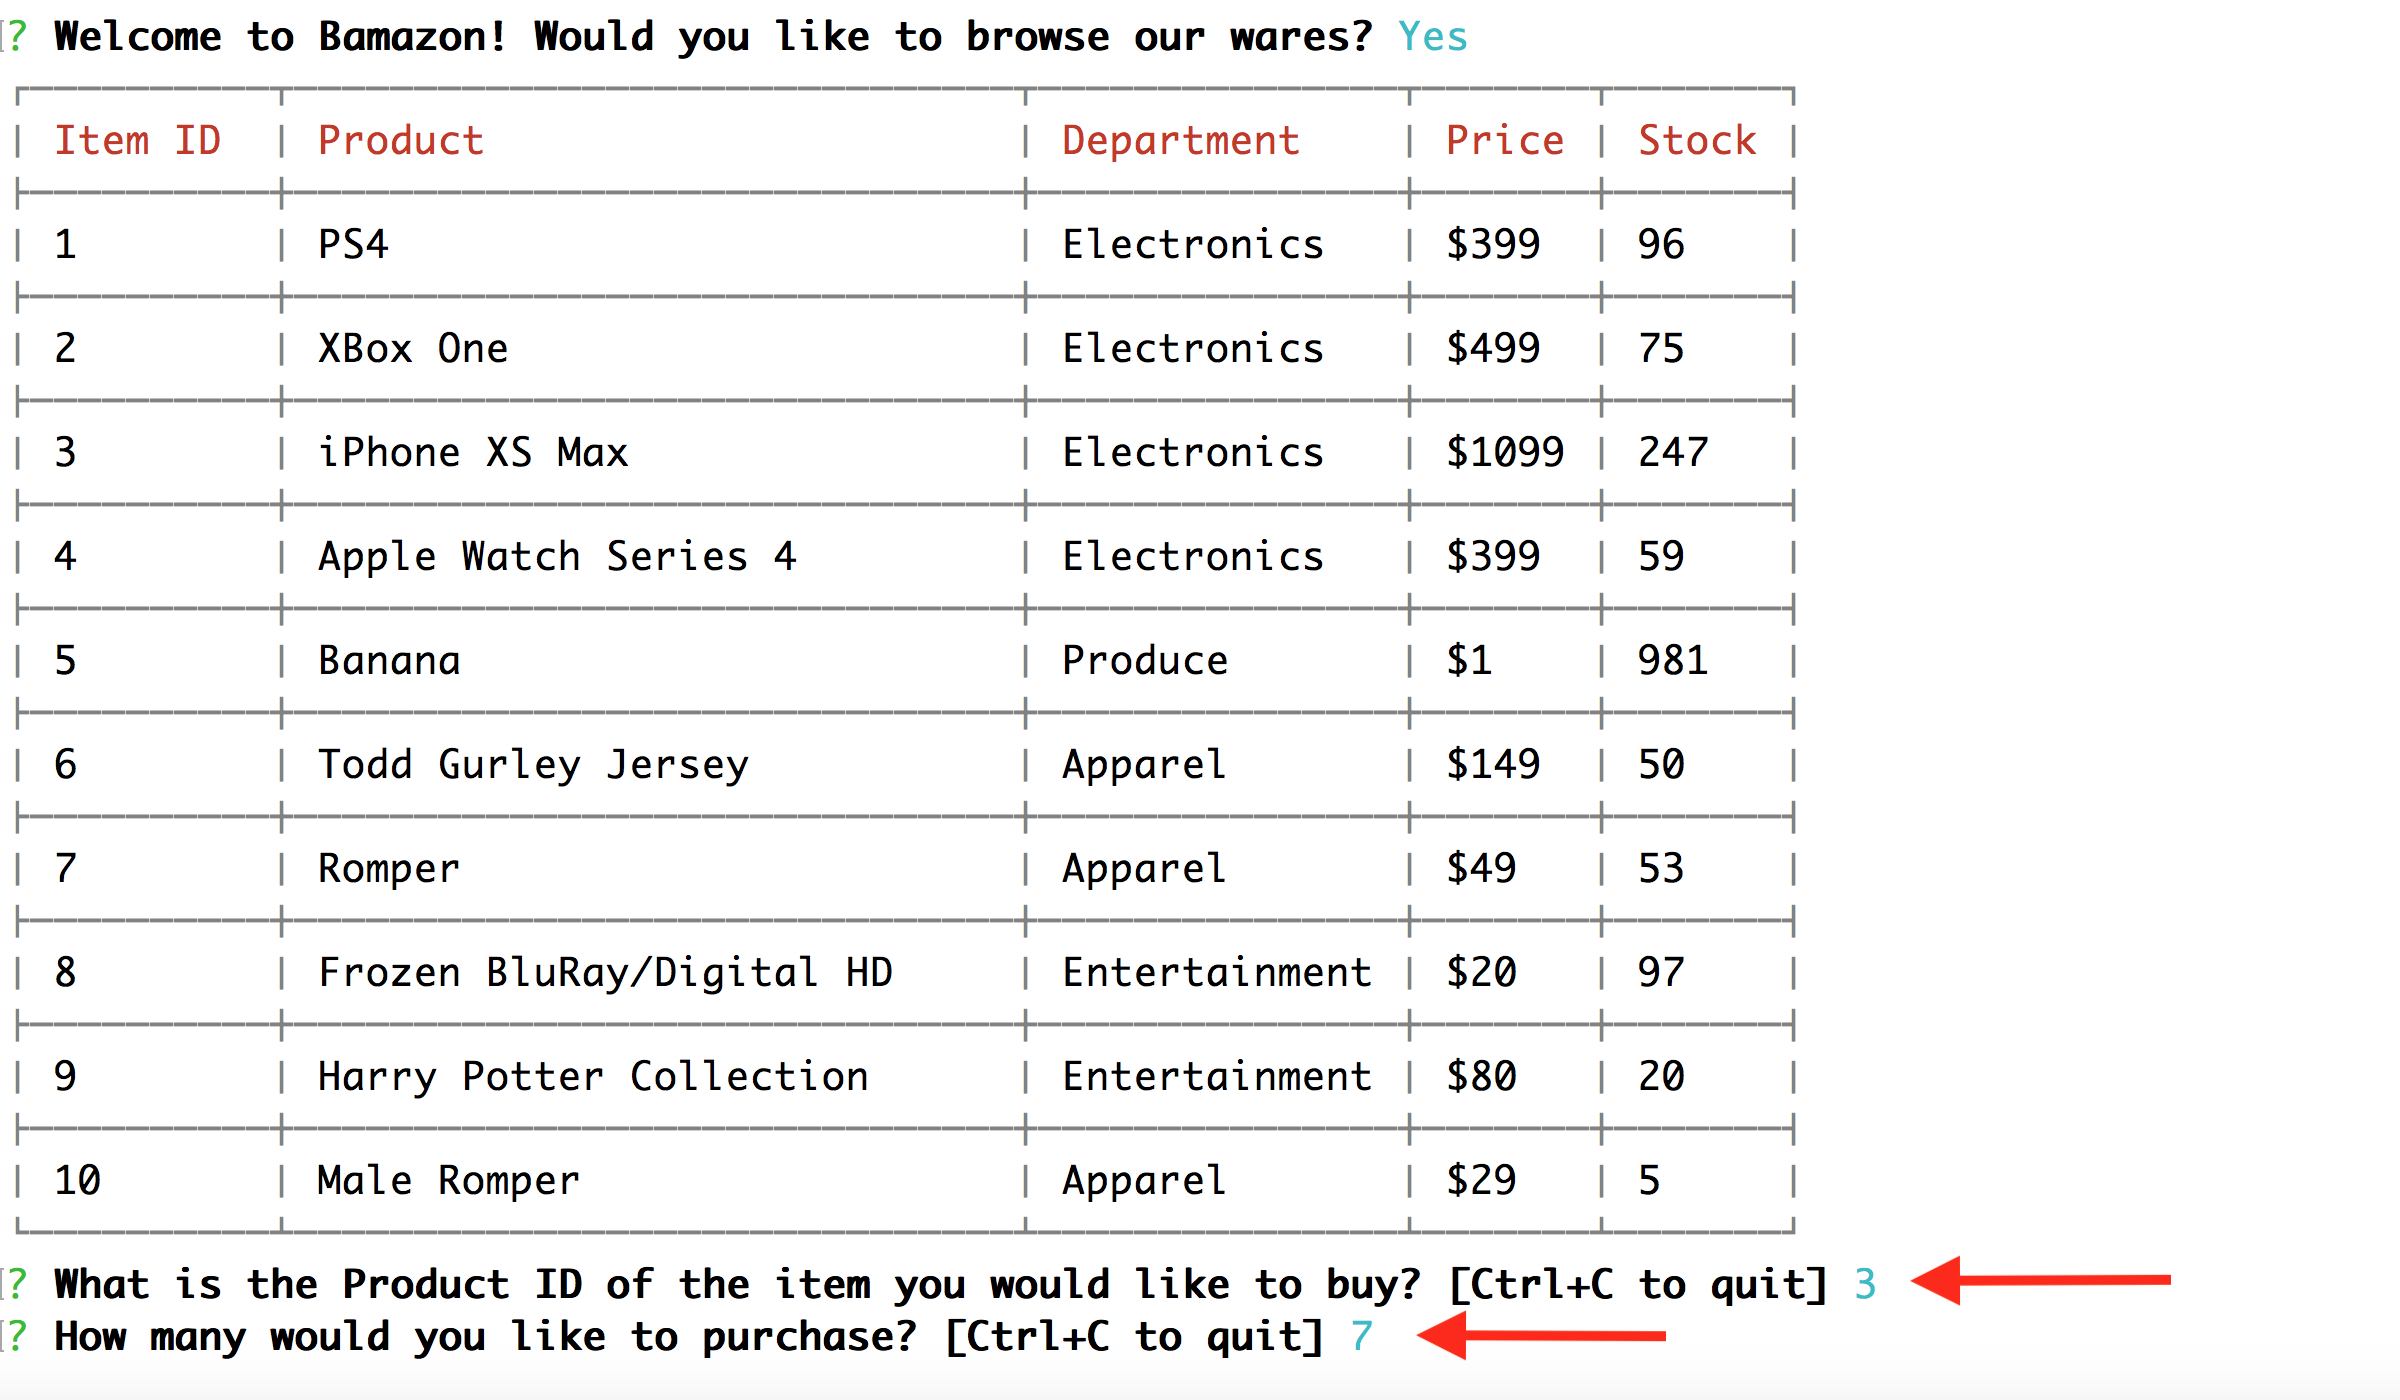 ? Welcome to Bamazon! Would you like to browse our wares? Yes
Item ID Product Department Price Stock
1 PS4 Electronics $399 96
2 XBox One Electronics $499 75
3 iPhone XS Max Electronics $1099 247
4 Apple Watch Series 4 Electronics $399 59
5 Banana Produce $1 981
6 Todd Gurley Jersey Apparel $149 50
7 Romper Apparel $49 53
8 Frozen BluRay/Digital HD Entertainment $20 97
9 Harry Potter Collection Entertainment $80 20
10 Male Romper Apparel $29 5
? What is the Product ID of the item you would like to buy? [Ctrl+C to quit] 3
? How many would you like to purchase? [Ctrl+C to quit] 7